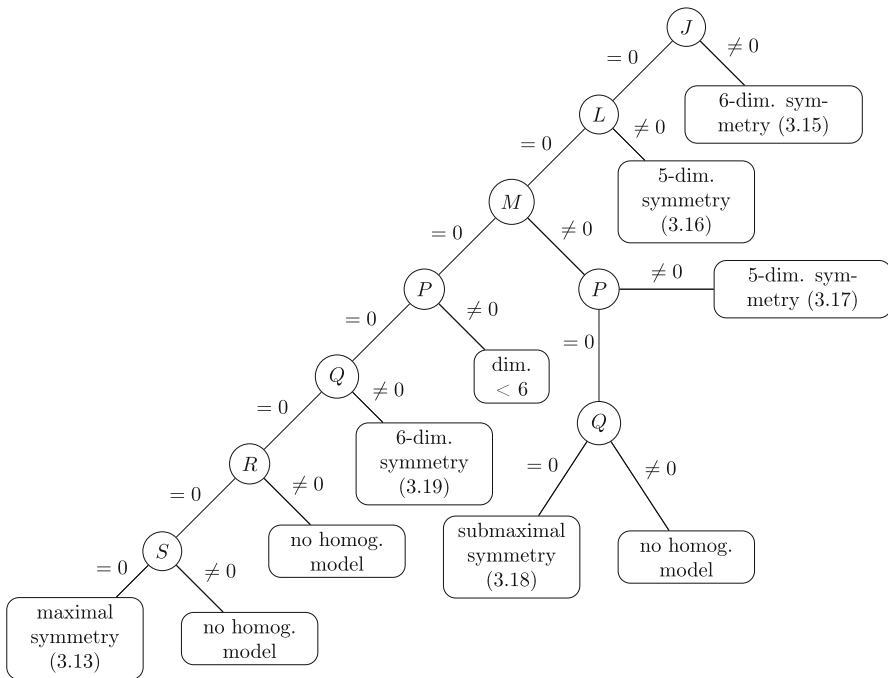 J
= 0
≠ 0
L
6-dim. sym-
metry (3.15)
= 0
≠ 0
M
5-dim.
symmetry
(3.16)
= 0
≠ 0
P
P
≠ 0
5-dim. sym-
metry (3.17)
= 0
≠ 0
= 0
Q
dim.
< 6
= 0
≠ 0
Q
R
6-dim.
symmetry
(3.19)
= 0
≠ 0
= 0
≠ 0
S
no homog.
model
submaximal
symmetry
(3.18)
no homog.
model
= 0
≠ 0
maximal
symmetry
(3.13)
no homog.
model